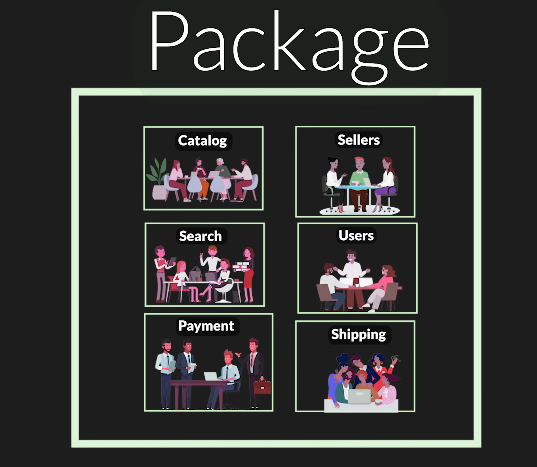 Package
Catalog
Sellers
Search
Users
Payment
Shipping